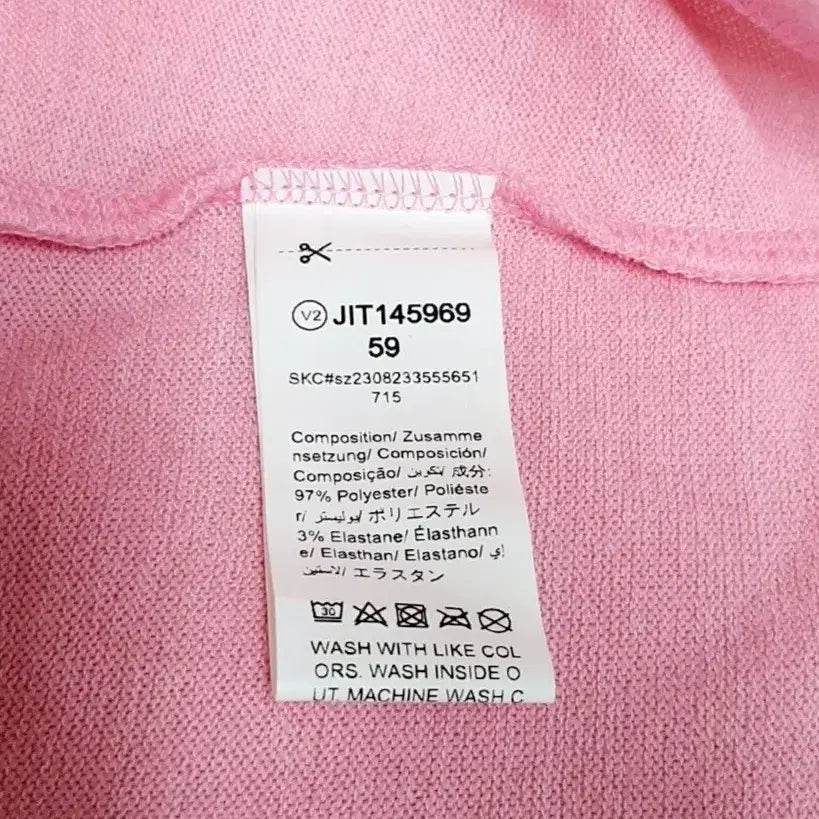 V2 JIT145969
59
SKC#sz2308233555651
715
Composition/ Zusamme
nsetzung/ Composición/
Composição/ تكوين/ 成分:
97% Polyester/ Poliéste
r/ بوليستر/ ポリエステル
3% Elastane/ Élasthann
e/ Elasthan/ Elastano/ إي
لاستين/ エラスタン
30
WASH WITH LIKE COL
ORS. WASH INSIDE O
UT. MACHINE WASH C